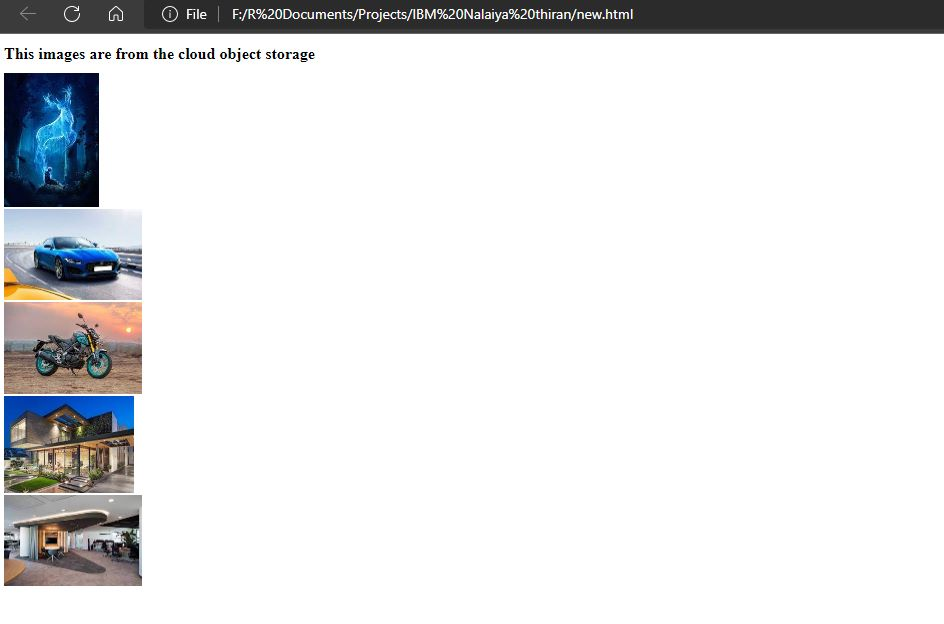 File F:/R%20Documents/Projects/IBM%20Nalaiya%20thiran/new.html
This images are from the cloud object storage